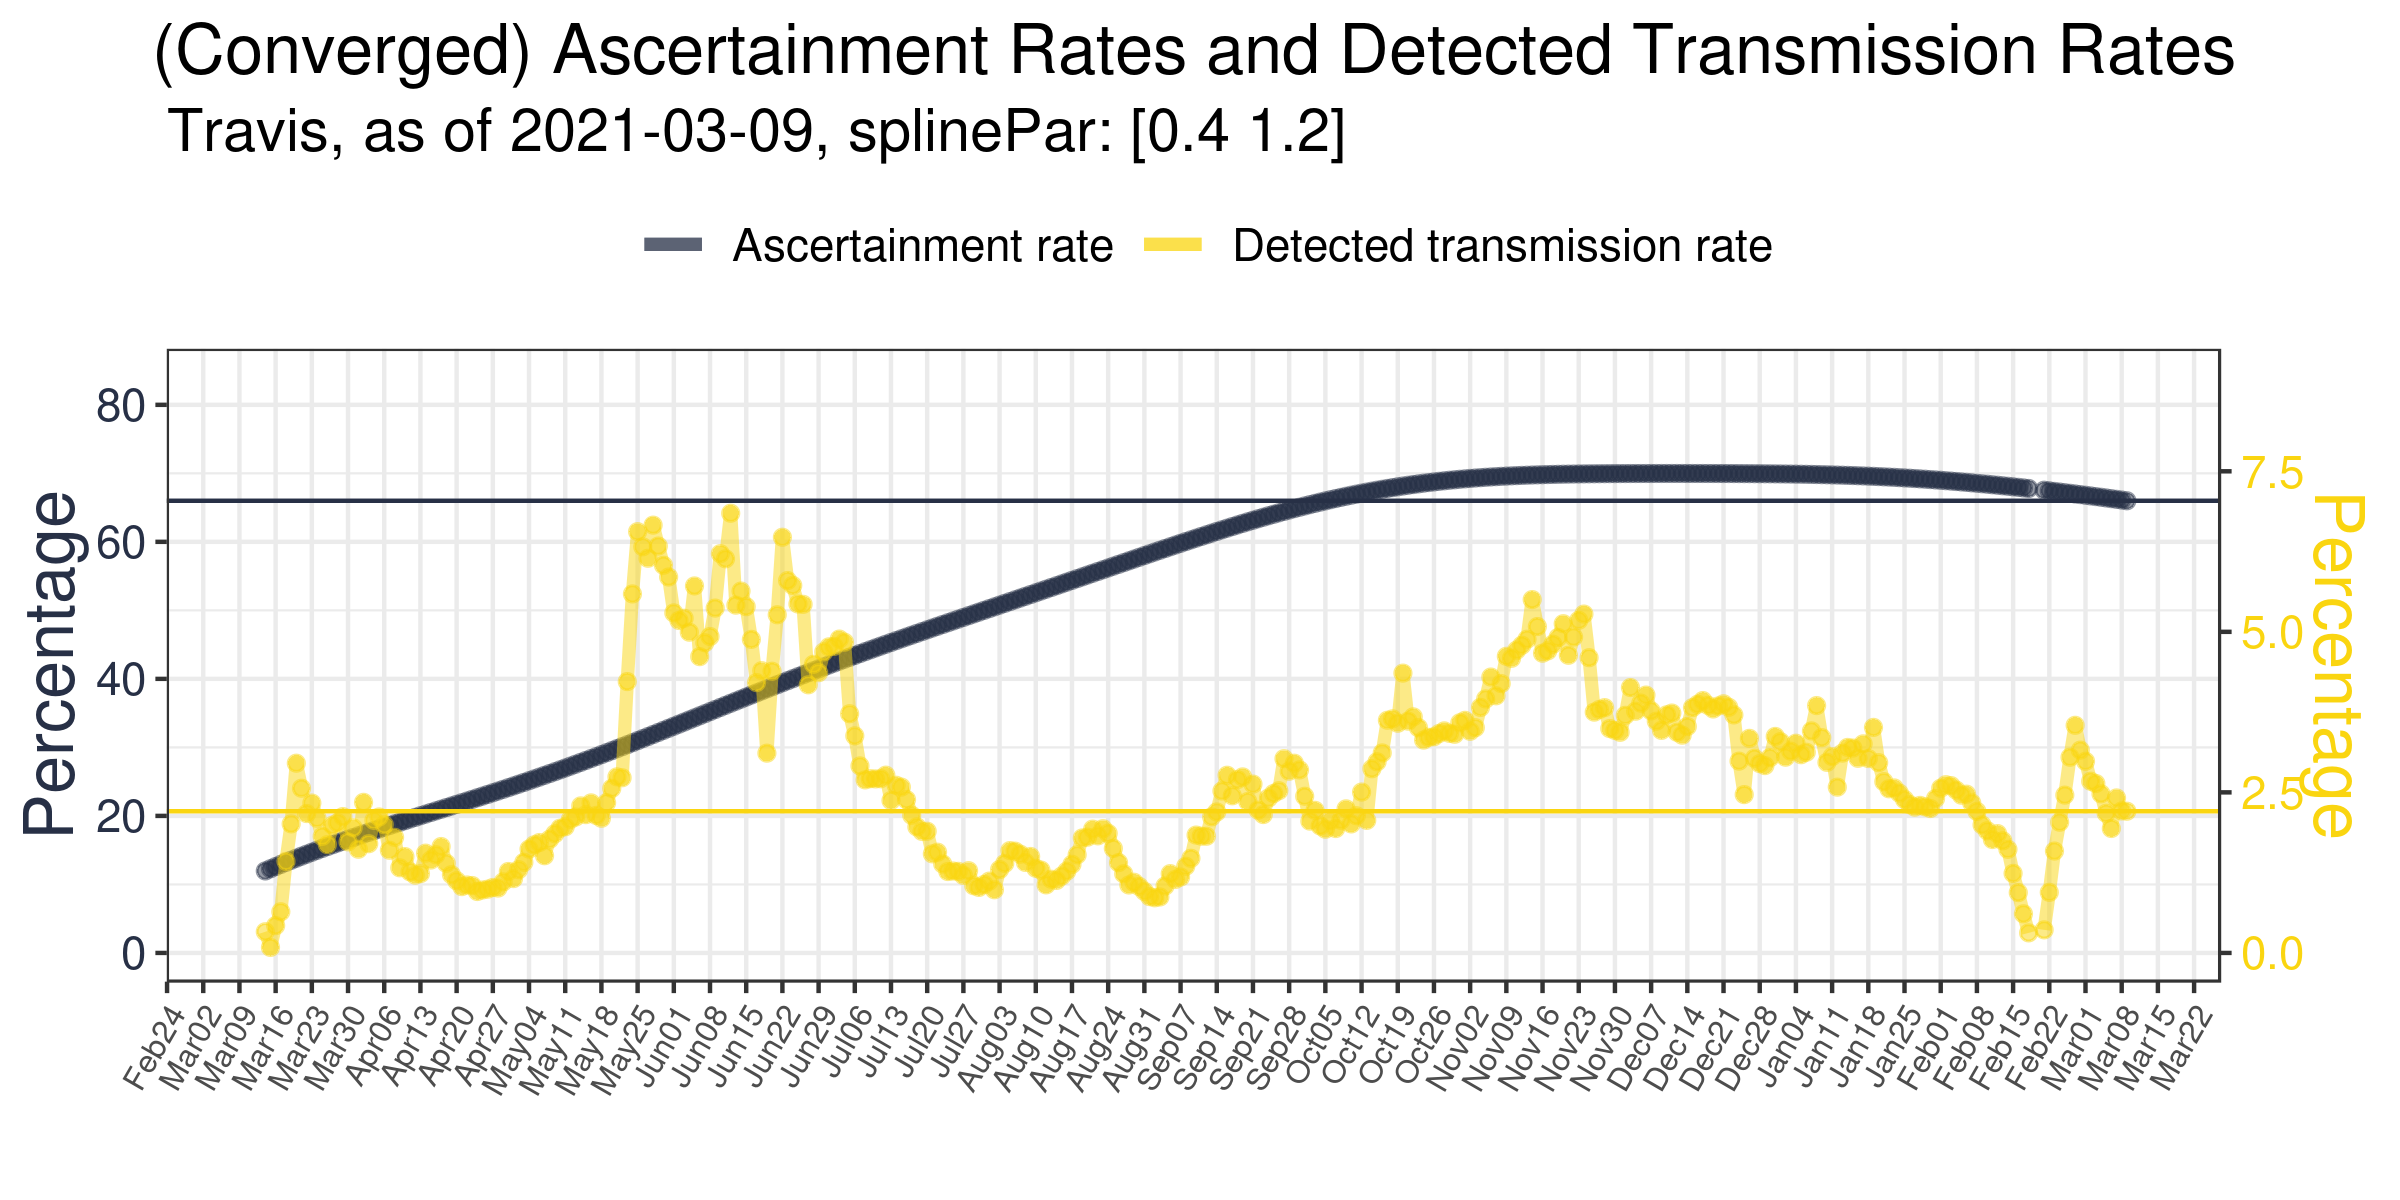 (Converged) Ascertainment Rates and Detected Transmission Rates
Travis, as of 2021-03-09, splinePar: [0.4 1.2]
Ascertainment rate Detected transmission rate
Percentage
80
60
40
20
0
7.5
5.0
2.5
0.0
Percentage
Feb24 Mar02 Mar09 Mar16 Mar23 Mar30 Apr06 Apr13 Apr20 Apr27 May04 May11 May18 May25 Jun01 Jun08 Jun15 Jun22 Jun29 Jul06 Jul13 Jul20 Jul27 Aug03 Aug10 Aug17 Aug24 Aug31 Sep07 Sep14 Sep21 Sep28 Oct05 Oct12 Oct19 Oct26 Nov02 Nov09 Nov16 Nov23 Nov30 Dec07 Dec14 Dec21 Dec28 Jan04 Jan11 Jan18 Jan25 Feb01 Feb08 Feb15 Feb22 Mar01 Mar08 Mar15 Mar22